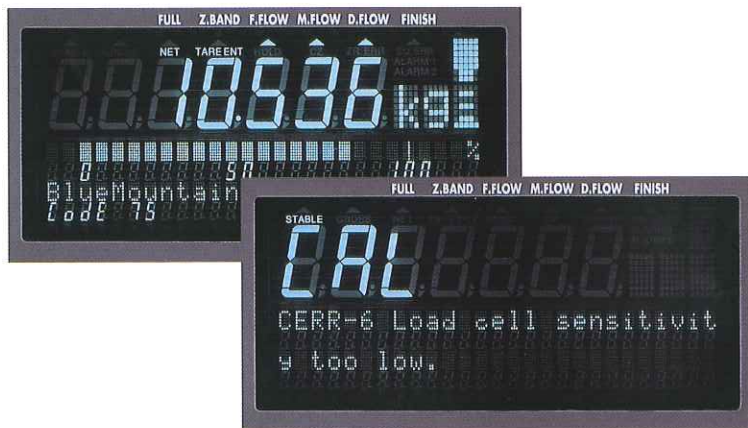 FULL Z.BAND F.FLOW M.FLOW D.FLOW FINISH
NET TARE ENT
10.536 kg
0 50 100 %
BlueMountain
Code 75
FULL Z.BAND F.FLOW M.FLOW D.FLOW FINISH
STABLE
CAL
CERR-6 Load cell sensitivit
y too low.